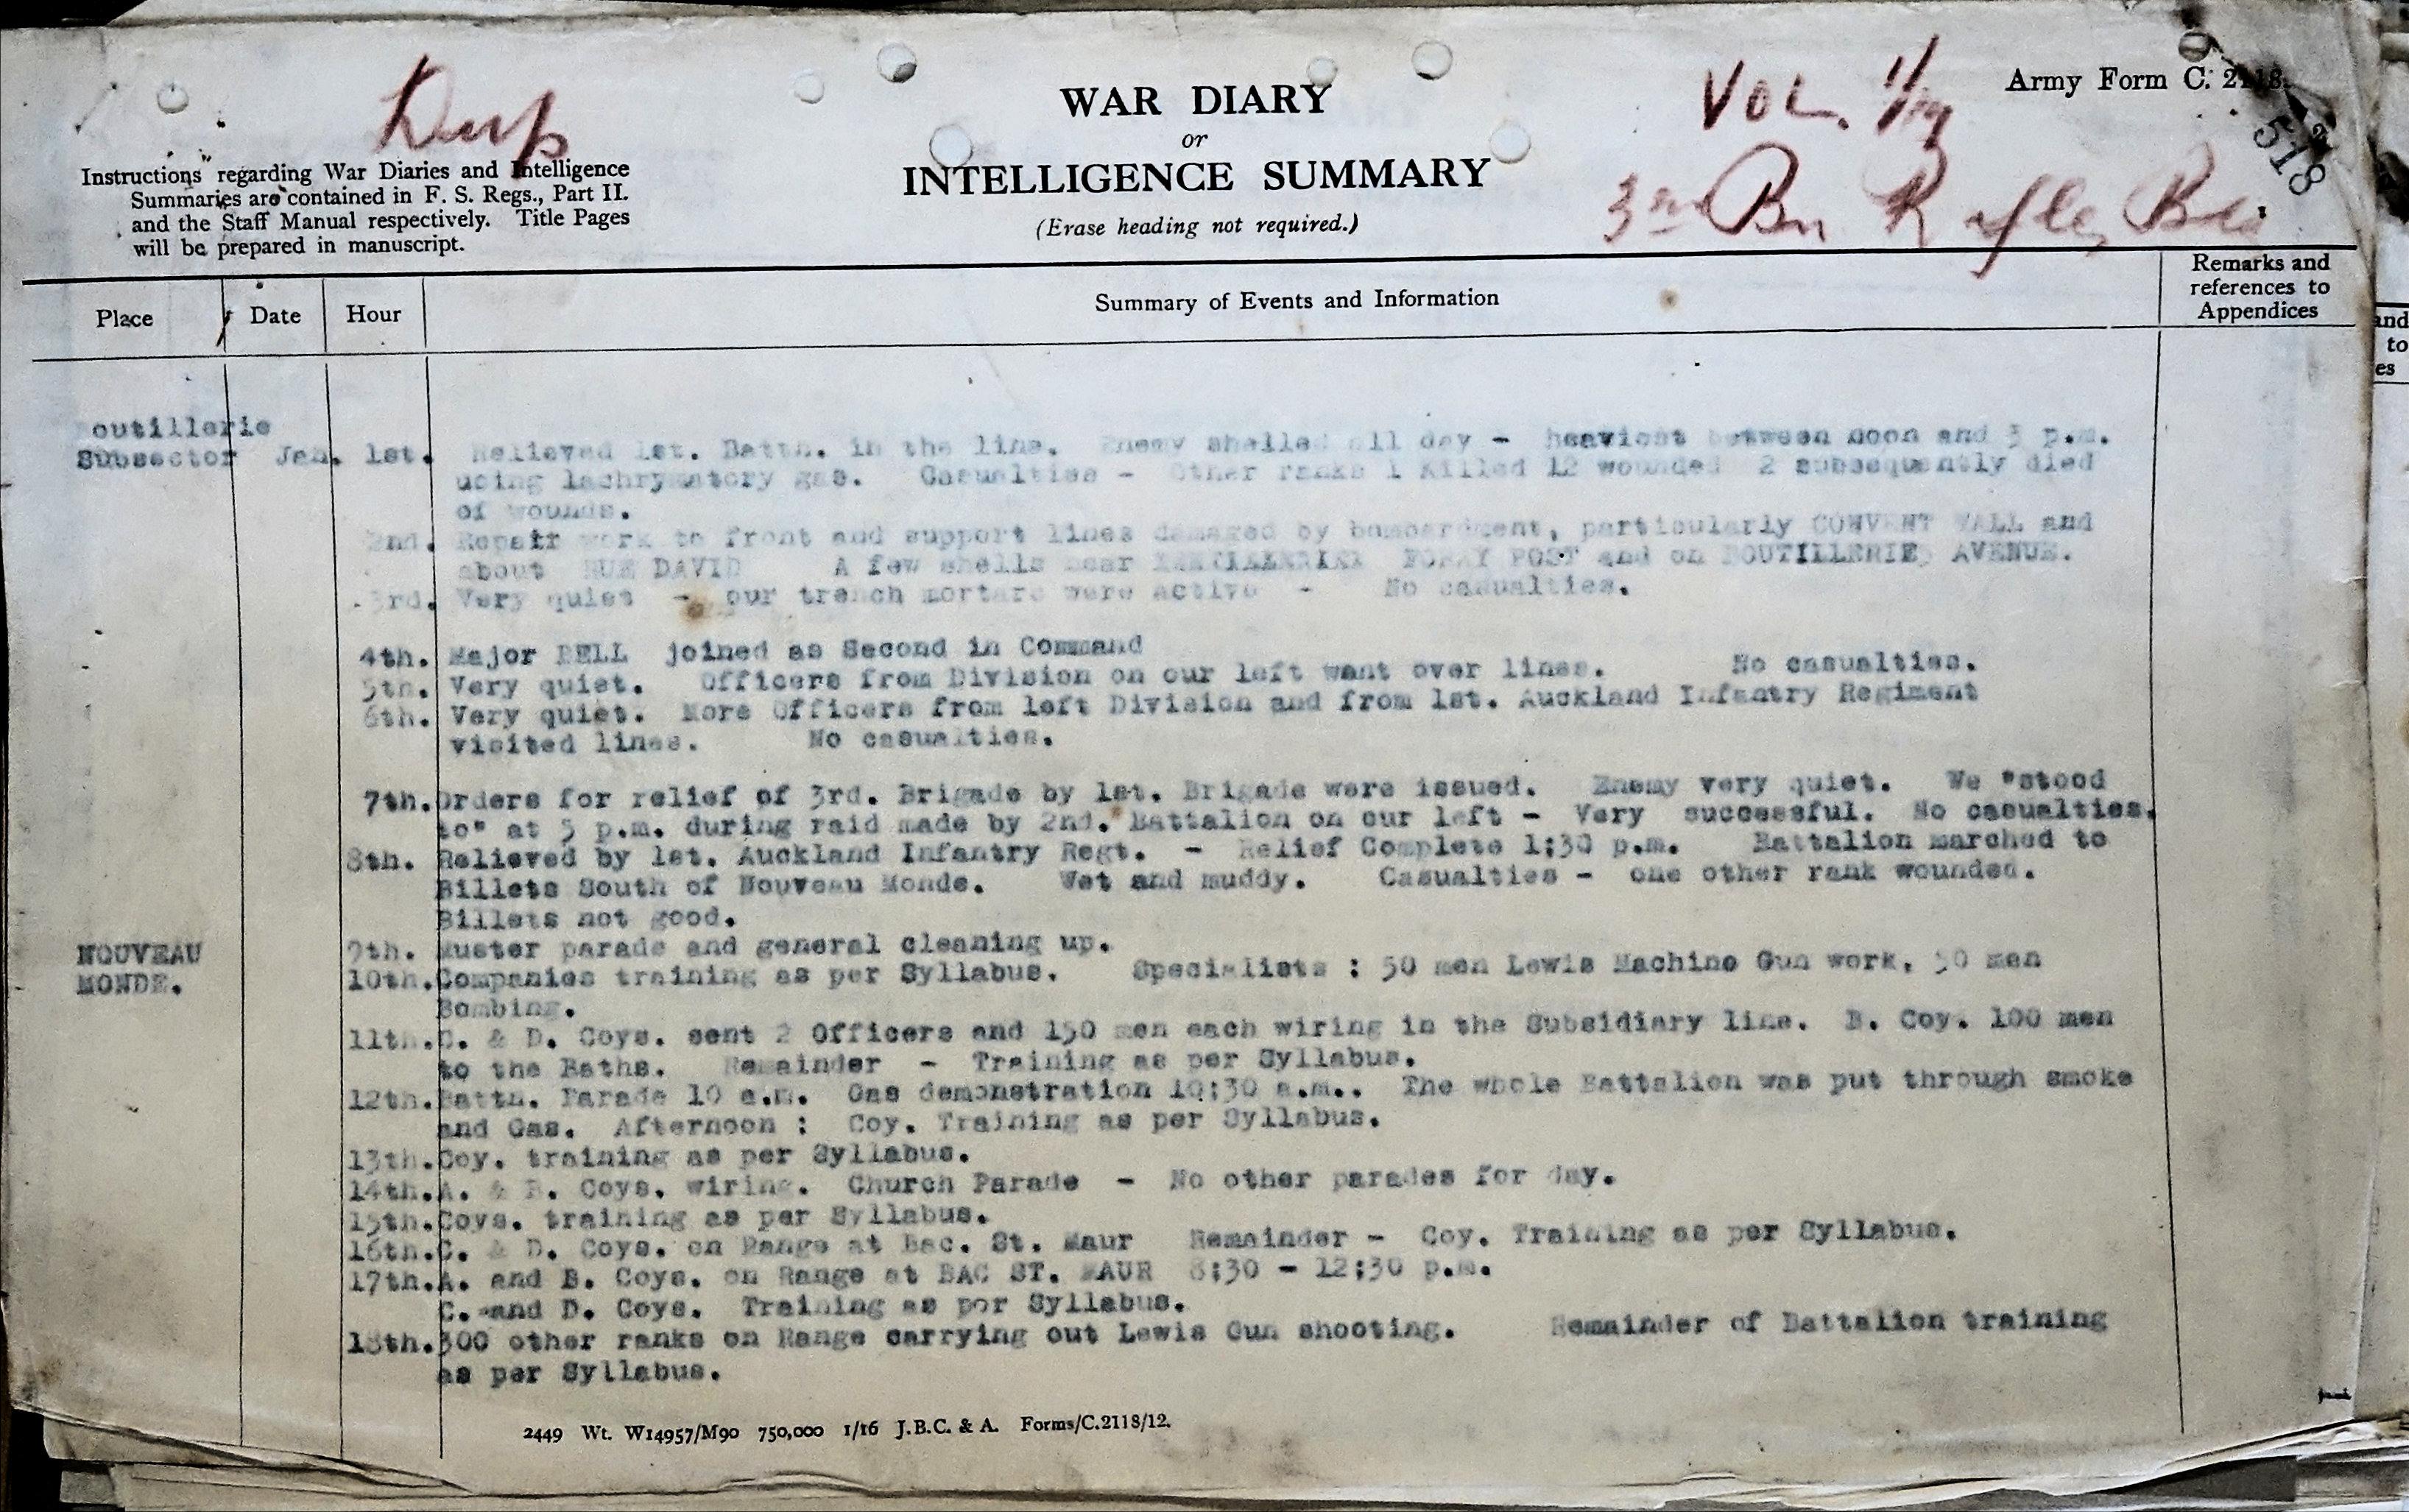 Dup
VOL.
Army Form C. 2118.
518
3rd Bn Rifle Bde
WAR DIARY
or
INTELLIGENCE SUMMARY
(Erase heading not required.)
Instructions regarding War Diaries and Intelligence
Summaries are contained in F. S. Regs., Part II.
and the Staff Manual respectively. Title Pages
will be prepared in manuscript.
Place
Date
Hour
Summary of Events and Information
Remarks and
references to
Appendices
and
to
es
outillerie
Subsector Jan. 1st. Relieved 1st. Battn. in the line. Enemy shelled all day - heaviest between noon and 3 p.m.
using lachrymatory gas. Casualties - Other ranks 1 Killed 12 wounded 2 subsequently died
of wounds.
2nd. Repair work to front and support lines damaged by bombardment, particularly CONVENT WALL and
about RUE DAVID A few shells near POST and on BOUTILLERIE AVENUE.
3rd. Very quiet - our trench mortars were active - No casualties.
4th. Major BELL joined as Second in Command
5th. Very quiet. Officers from Division on our left want over lines. No casualties.
6th. Very quiet. More Officers from left Division and from 1st. Auckland Infantry Regiment
visited lines. No casualties.
7th. Orders for relief of 3rd. Brigade by 1st. Brigade were issued. Enemy very quiet. We "stood
to" at 5 p.m. during raid made by 2nd. Battalion on our left - Very successful. No casualties.
8th. Relieved by 1st. Auckland Infantry Regt. - Relief Complete 1:30 p.m. Battalion marched to
Billets South of Nouveau Monde. Wet and muddy. Casualties - one other rank wounded.
Billets not good.
NOUVEAU
MONDE.
9th. Muster parade and general cleaning up.
10th. Companies training as per Syllabus. Specialists : 50 men Lewis Machine Gun work, 50 men
Bombing.
11th. C. & D. Coys. sent 2 Officers and 150 men each wiring in the Subsidiary line. B. Coy. 100 men
to the Baths. Remainder - Training as per Syllabus.
12th. Battn. Parade 10 a.m. Gas demonstration 10:30 a.m.. The whole Battalion was put through smoke
and Gas. Afternoon : Coy. Training as per Syllabus.
13th. Coy. training as per Syllabus.
14th. A. & B. Coys. wiring. Church Parade - No other parades for day.
15th. Coys. training as per Syllabus.
16th. C. & D. Coys. on Range at Bac. St. Maur Remainder - Coy. Training as per Syllabus.
17th. A. and B. Coys. on Range at BAC ST. MAUR 8:30 - 12:30 p.m.
C. and D. Coys. Training as per Syllabus.
18th. 300 other ranks on Range carrying out Lewis Gun shooting. Remainder of Battalion training
as per Syllabus.
2449 Wt. W14957/M90 750,000 1/16 J.B.C. & A. Forms/C.2118/12.